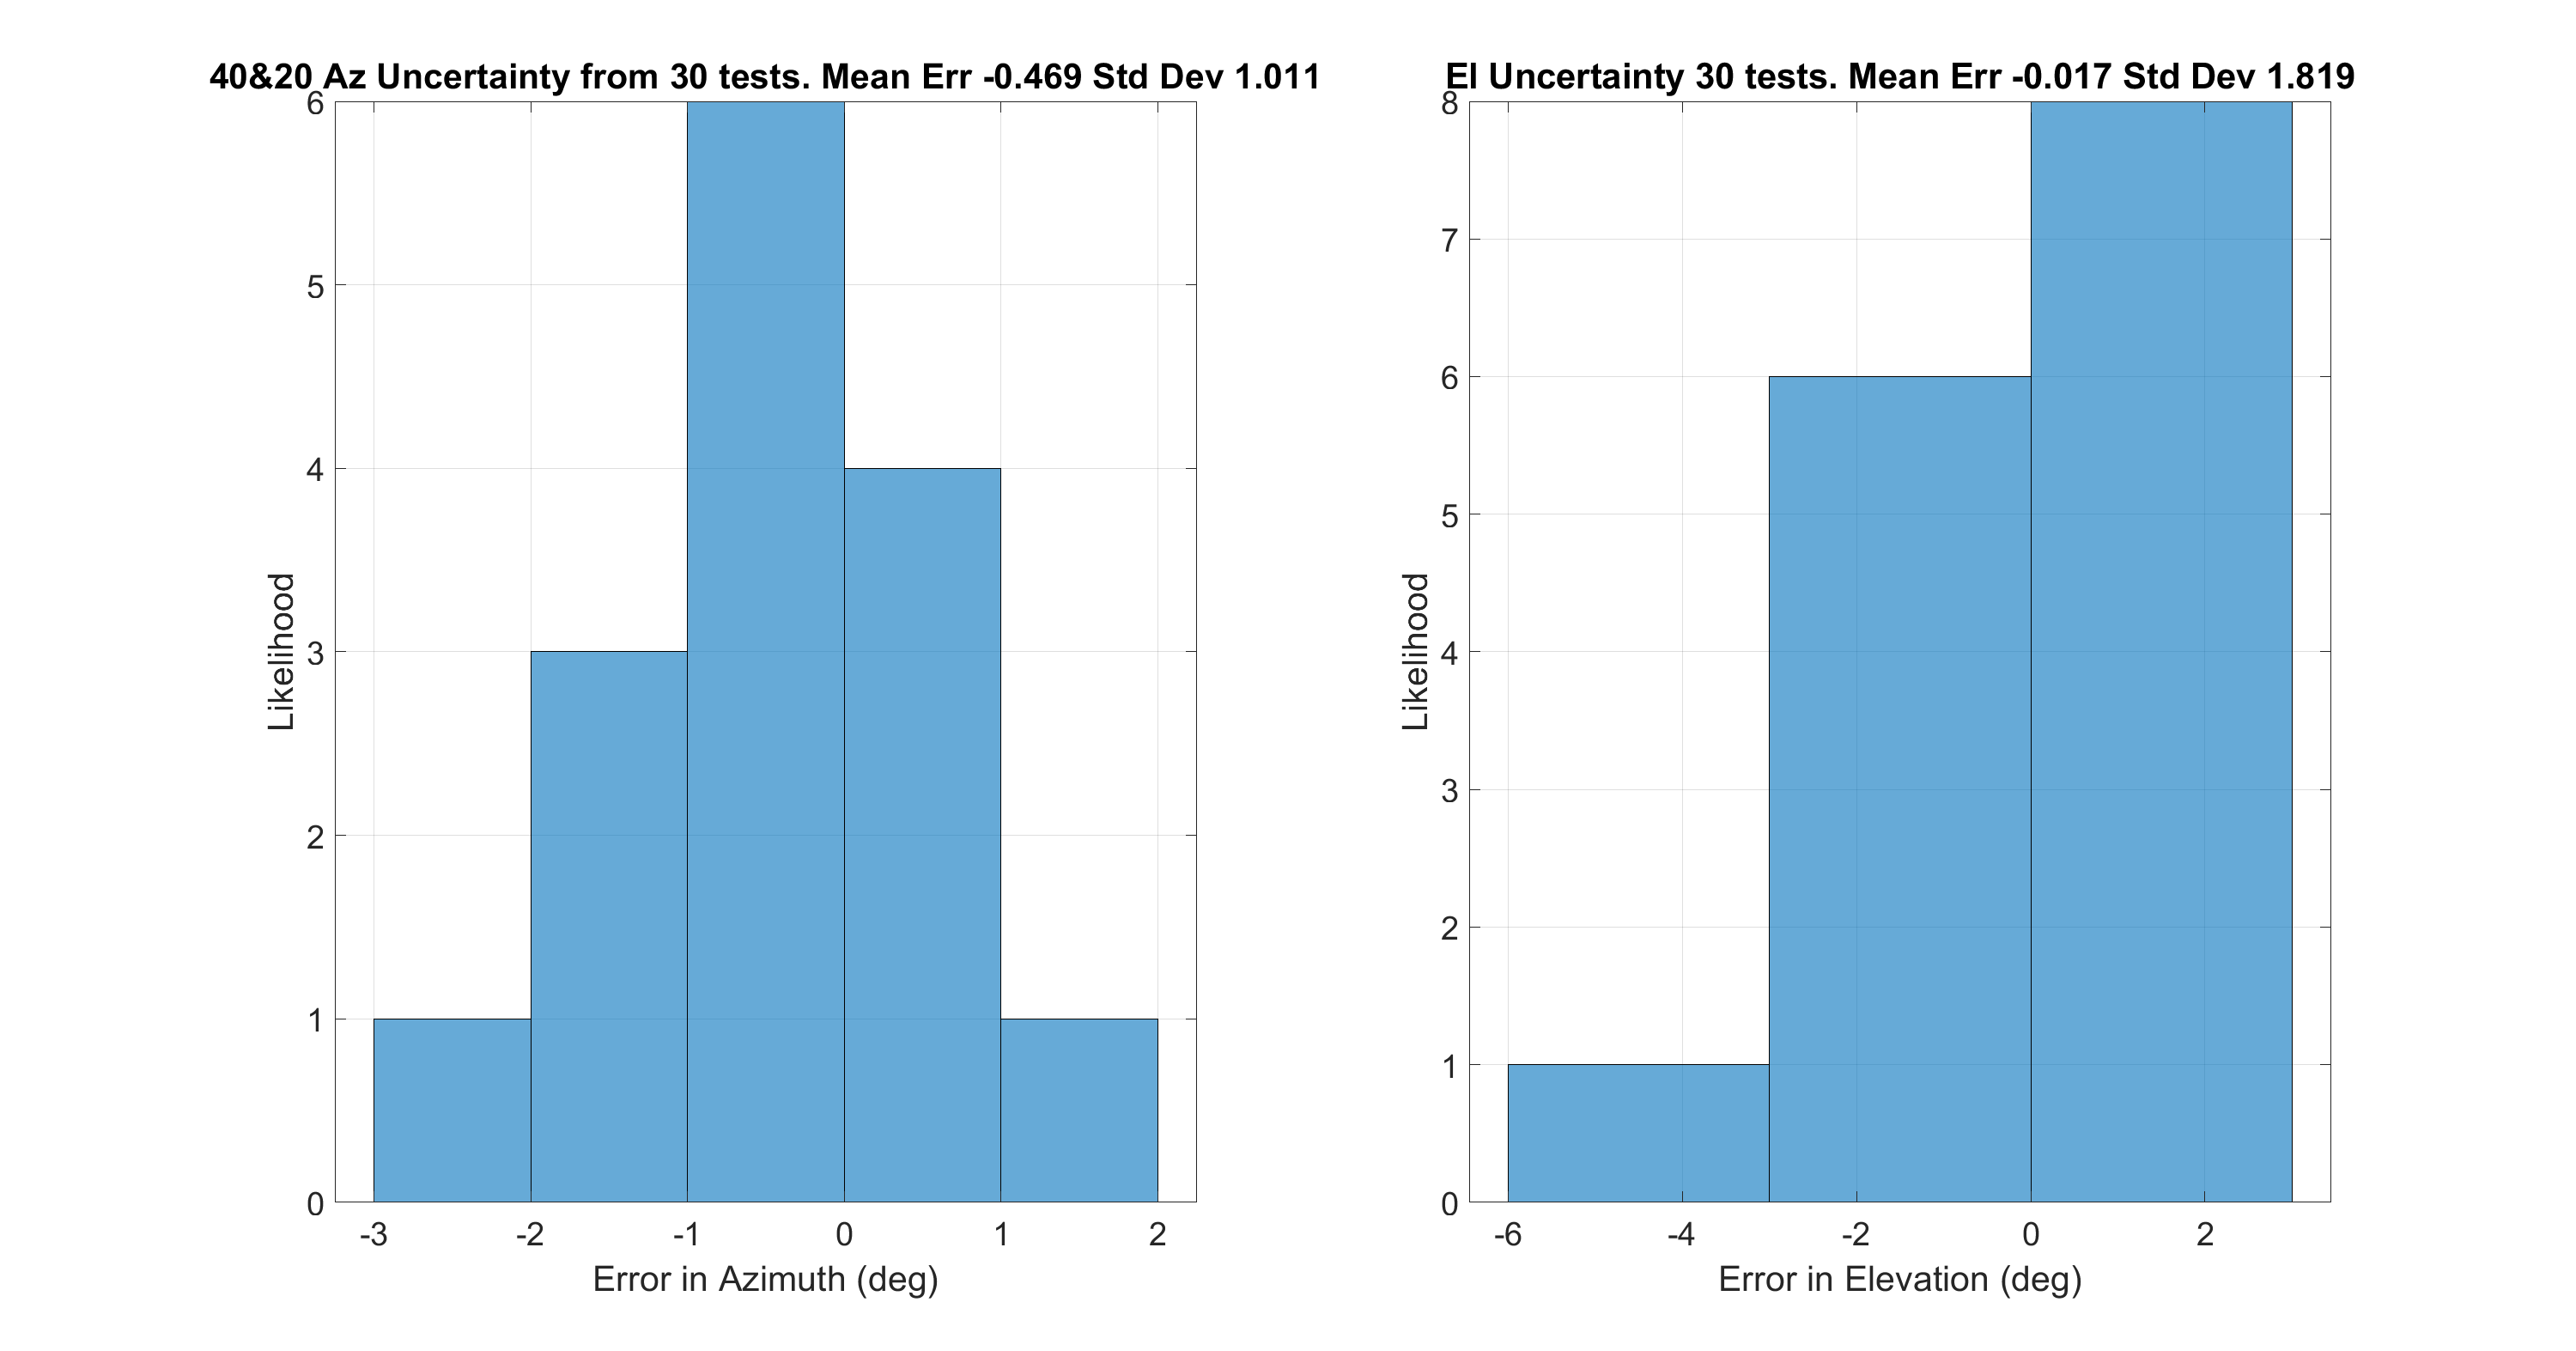 40&20 Az Uncertainty from 30 tests. Mean Err -0.469 Std Dev 1.011
6
5
4
3
2
1
0
Likelihood
-3 -2 -1 0 1 2
Error in Azimuth (deg)
El Uncertainty 30 tests. Mean Err -0.017 Std Dev 1.819
8
7
6
5
4
3
2
1
0
Likelihood
-6 -4 -2 0 2
Error in Elevation (deg)